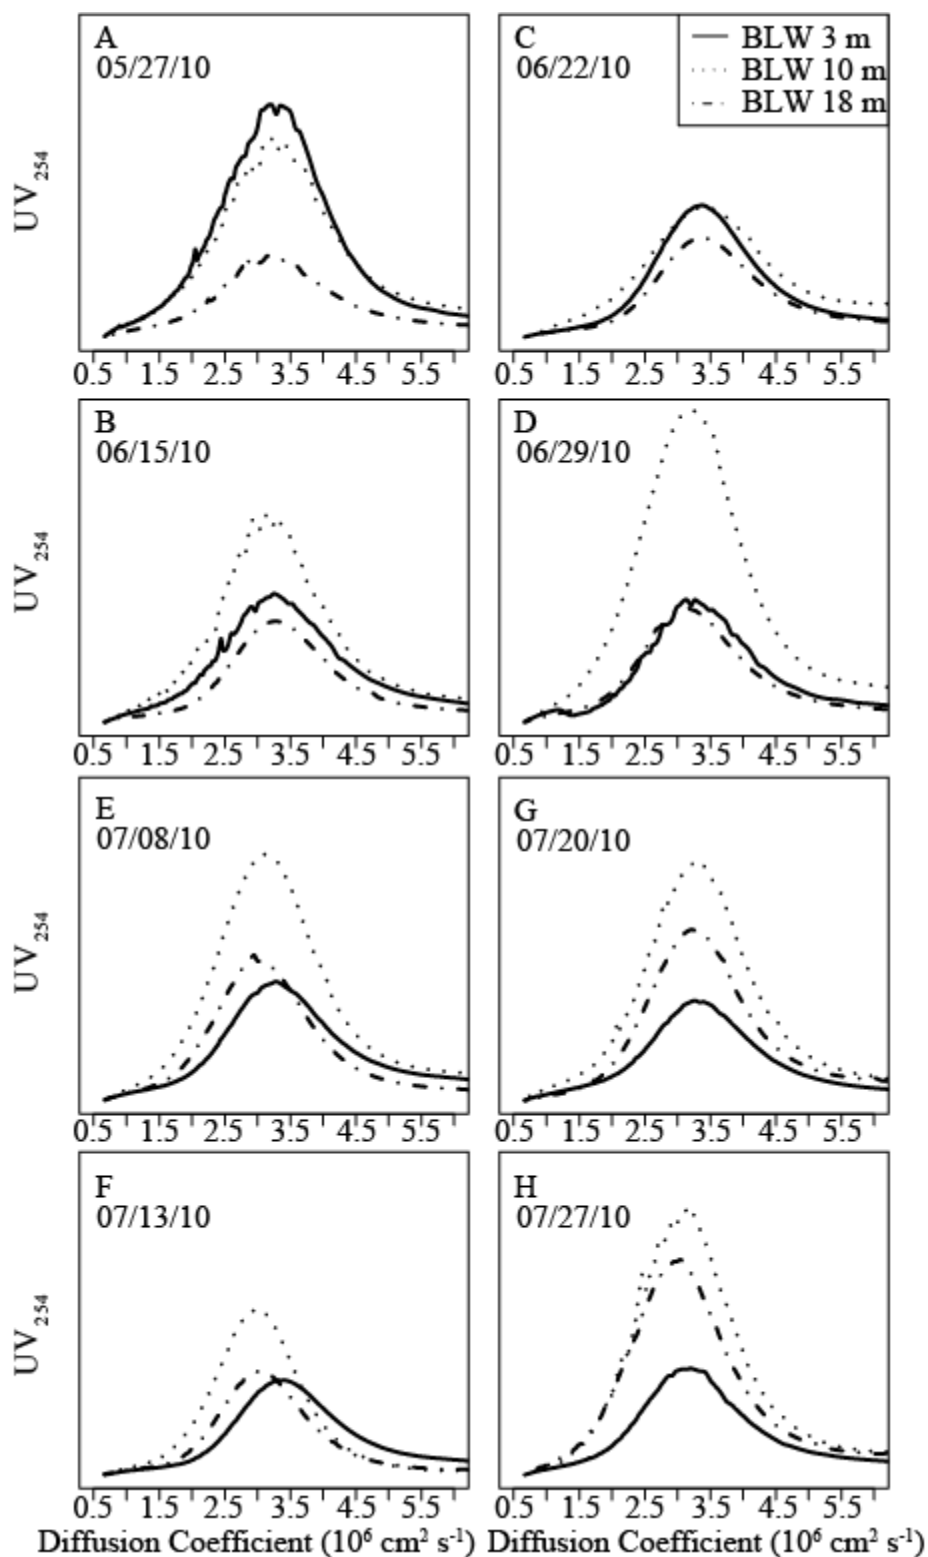 A
05/27/10
UV254
0.5 1.5 2.5 3.5 4.5 5.5
C
06/22/10
BLW 3 m
BLW 10 m
BLW 18 m
0.5 1.5 2.5 3.5 4.5 5.5
B
06/15/10
UV254
0.5 1.5 2.5 3.5 4.5 5.5
D
06/29/10
0.5 1.5 2.5 3.5 4.5 5.5
E
07/08/10
UV254
0.5 1.5 2.5 3.5 4.5 5.5
G
07/20/10
0.5 1.5 2.5 3.5 4.5 5.5
F
07/13/10
UV254
0.5 1.5 2.5 3.5 4.5 5.5
Diffusion Coefficient (10⁶ cm² s⁻¹)
H
07/27/10
0.5 1.5 2.5 3.5 4.5 5.5
Diffusion Coefficient (10⁶ cm² s⁻¹)